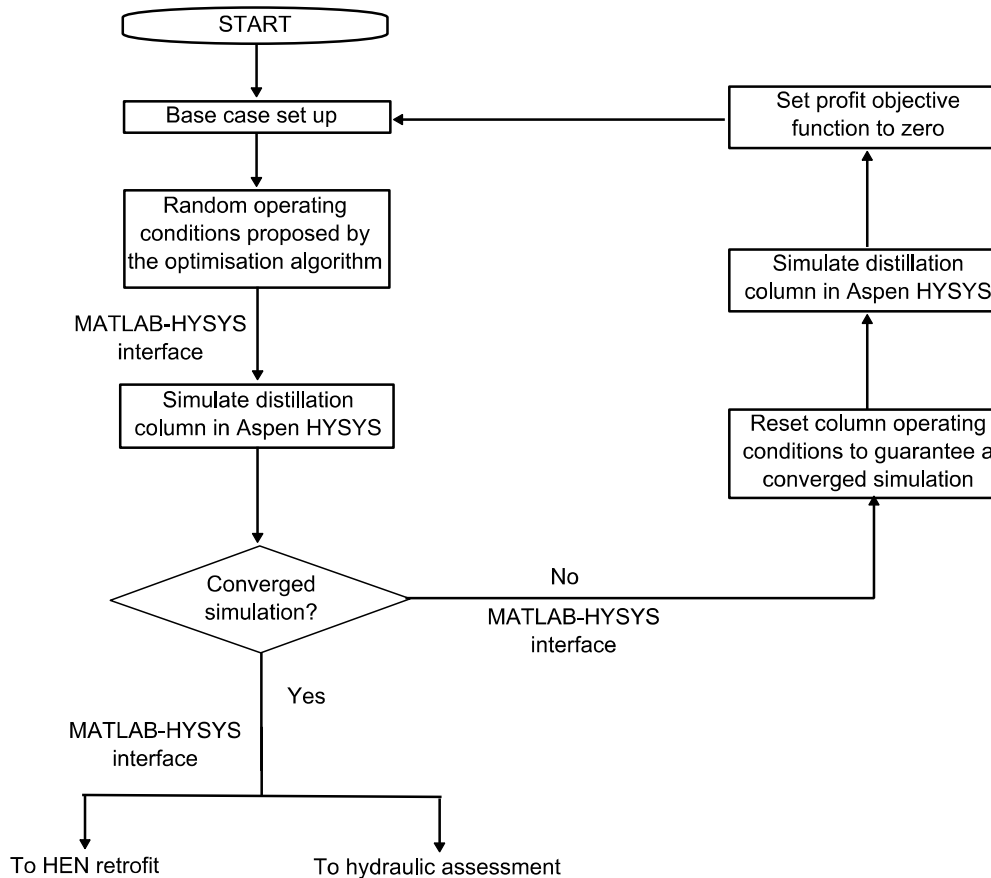 START
Base case set up
Random operating
conditions proposed by
the optimisation algorithm
MATLAB-HYSYS
interface
Simulate distillation
column in Aspen HYSYS
Converged
simulation?
Yes
MATLAB-HYSYS
interface
To HEN retrofit
To hydraulic assessment
No
MATLAB-HYSYS
interface
Reset column operating
conditions to guarantee a
converged simulation
Simulate distillation
column in Aspen HYSYS
Set profit objective
function to zero